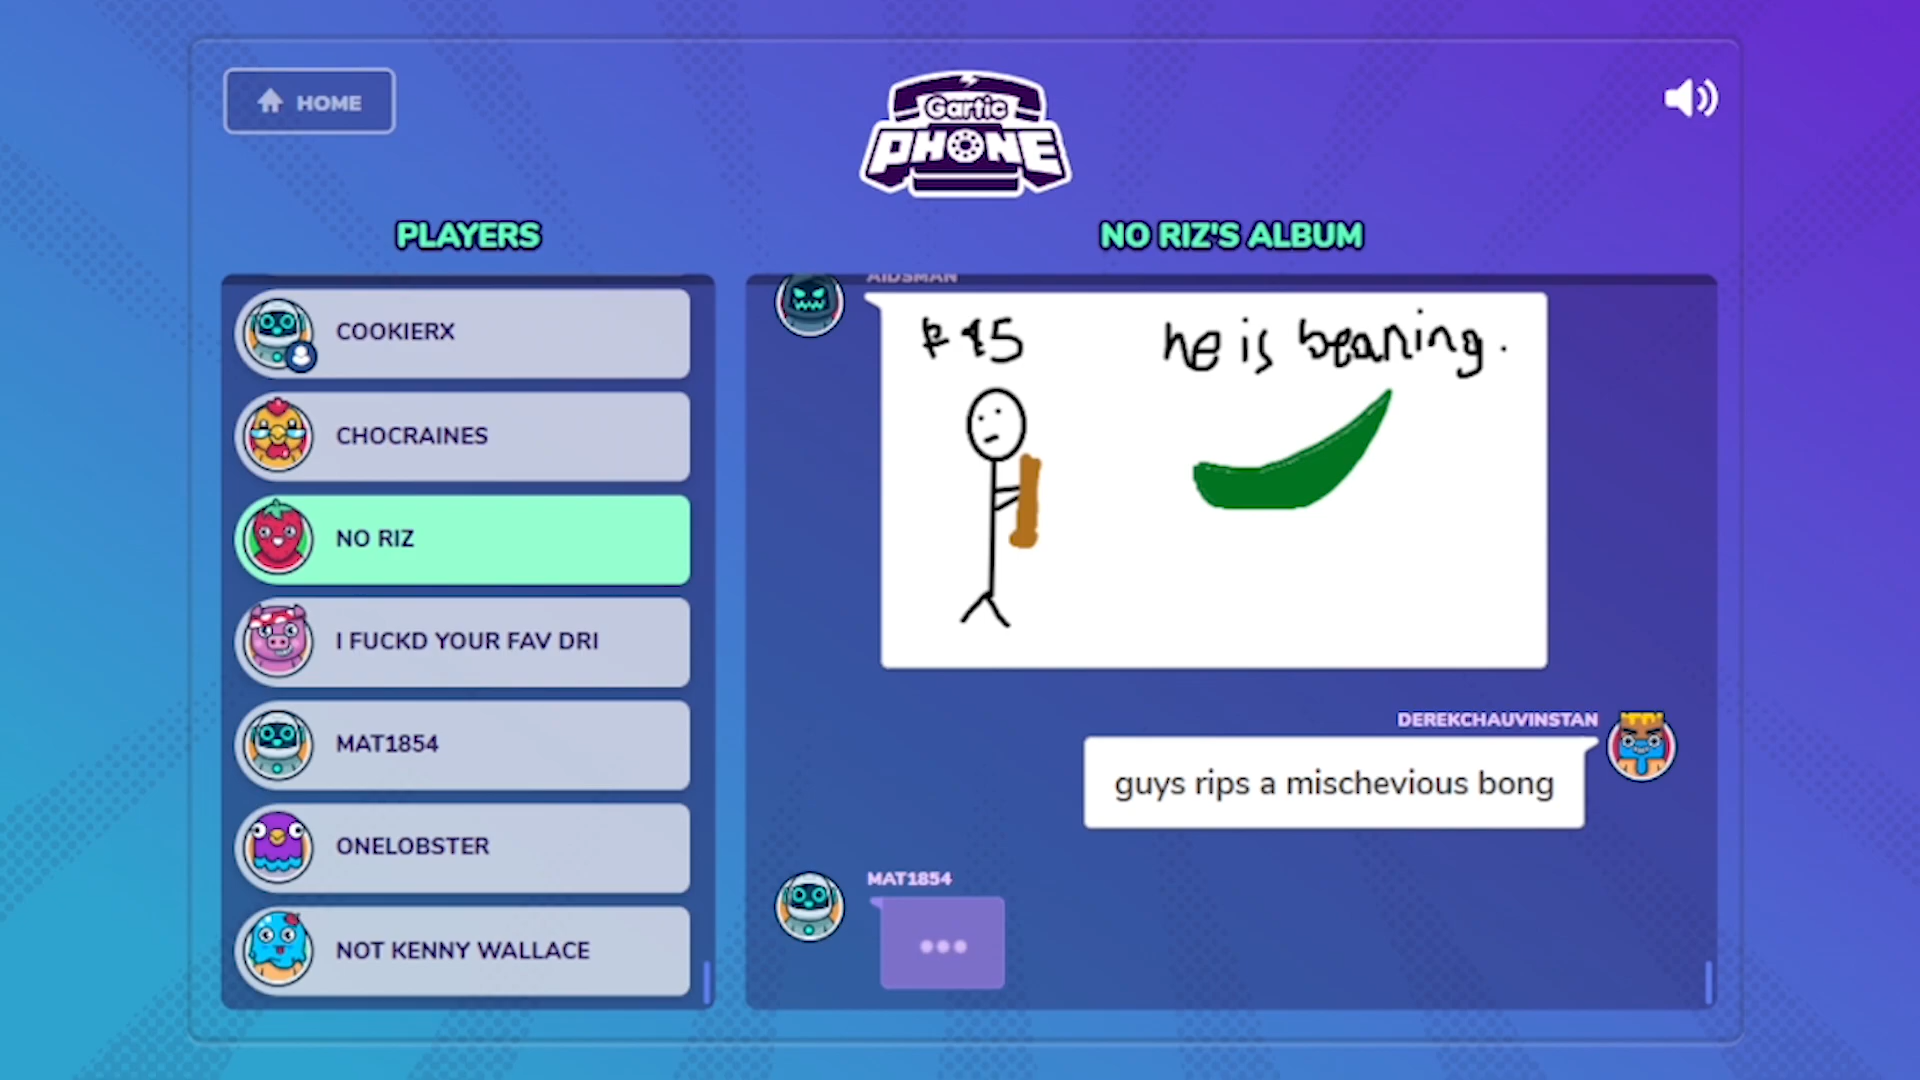 HOME
Gartic
PHONE
PLAYERS
NO RIZ'S ALBUM
COOKIERX
CHOCRAINES
NO RIZ
I FUCKD YOUR FAV DRI
MAT1854
ONELOBSTER
NOT KENNY WALLACE
AIDSMAN
he is beaning.
DEREKCHAUVINSTAN
guys rips a mischevious bong
MAT1854